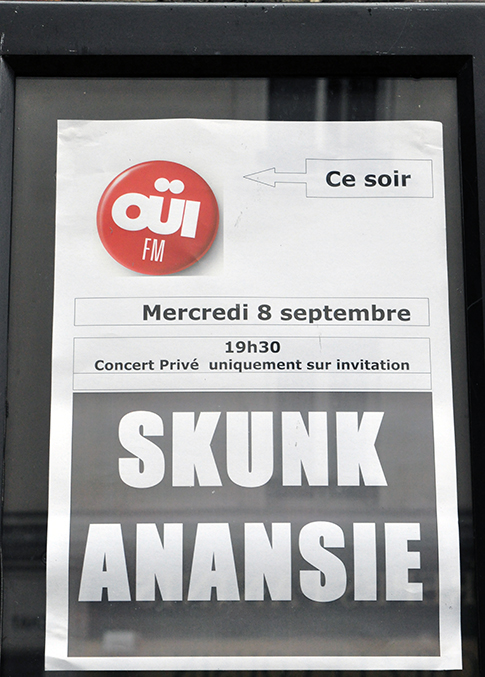 OÜI
FM
Ce soir
Mercredi 8 septembre
19h30
Concert Privé uniquement sur invitation
SKUNK
ANANSIE